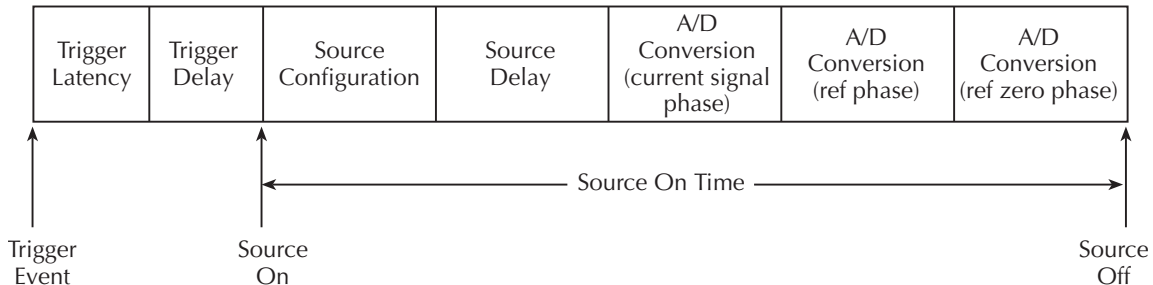 Trigger
Latency
Trigger
Delay
Source
Configuration
Source
Delay
A/D
Conversion
(current signal
phase)
A/D
Conversion
(ref phase)
A/D
Conversion
(ref zero phase)
Source On Time
Trigger
Event
Source
On
Source
Off